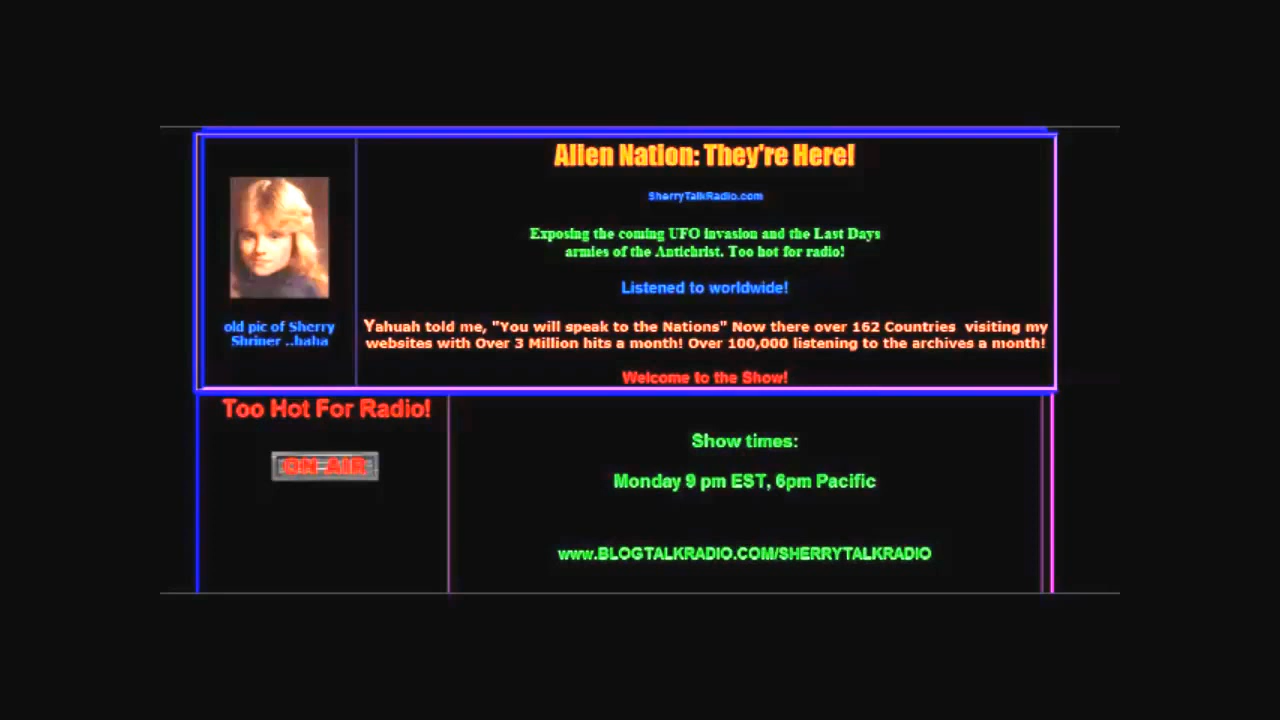 Alien Nation: They're Here!
SherryTalkRadio.com
Exposing the coming UFO invasion and the Last Days
armies of the Antichrist. Too hot for radio!
Listened to worldwide!
old pic of Sherry
Shriner ..haha
Yahuah told me, "You will speak to the Nations" Now there over 162 Countries visiting my
websites with Over 3 Million hits a month! Over 100,000 listening to the archives a month!
Welcome to the Show!
Too Hot For Radio!
ON-AIR
Show times:
Monday 9 pm EST, 6pm Pacific
www.BLOGTALKRADIO.COM/SHERRYTALKRADIO